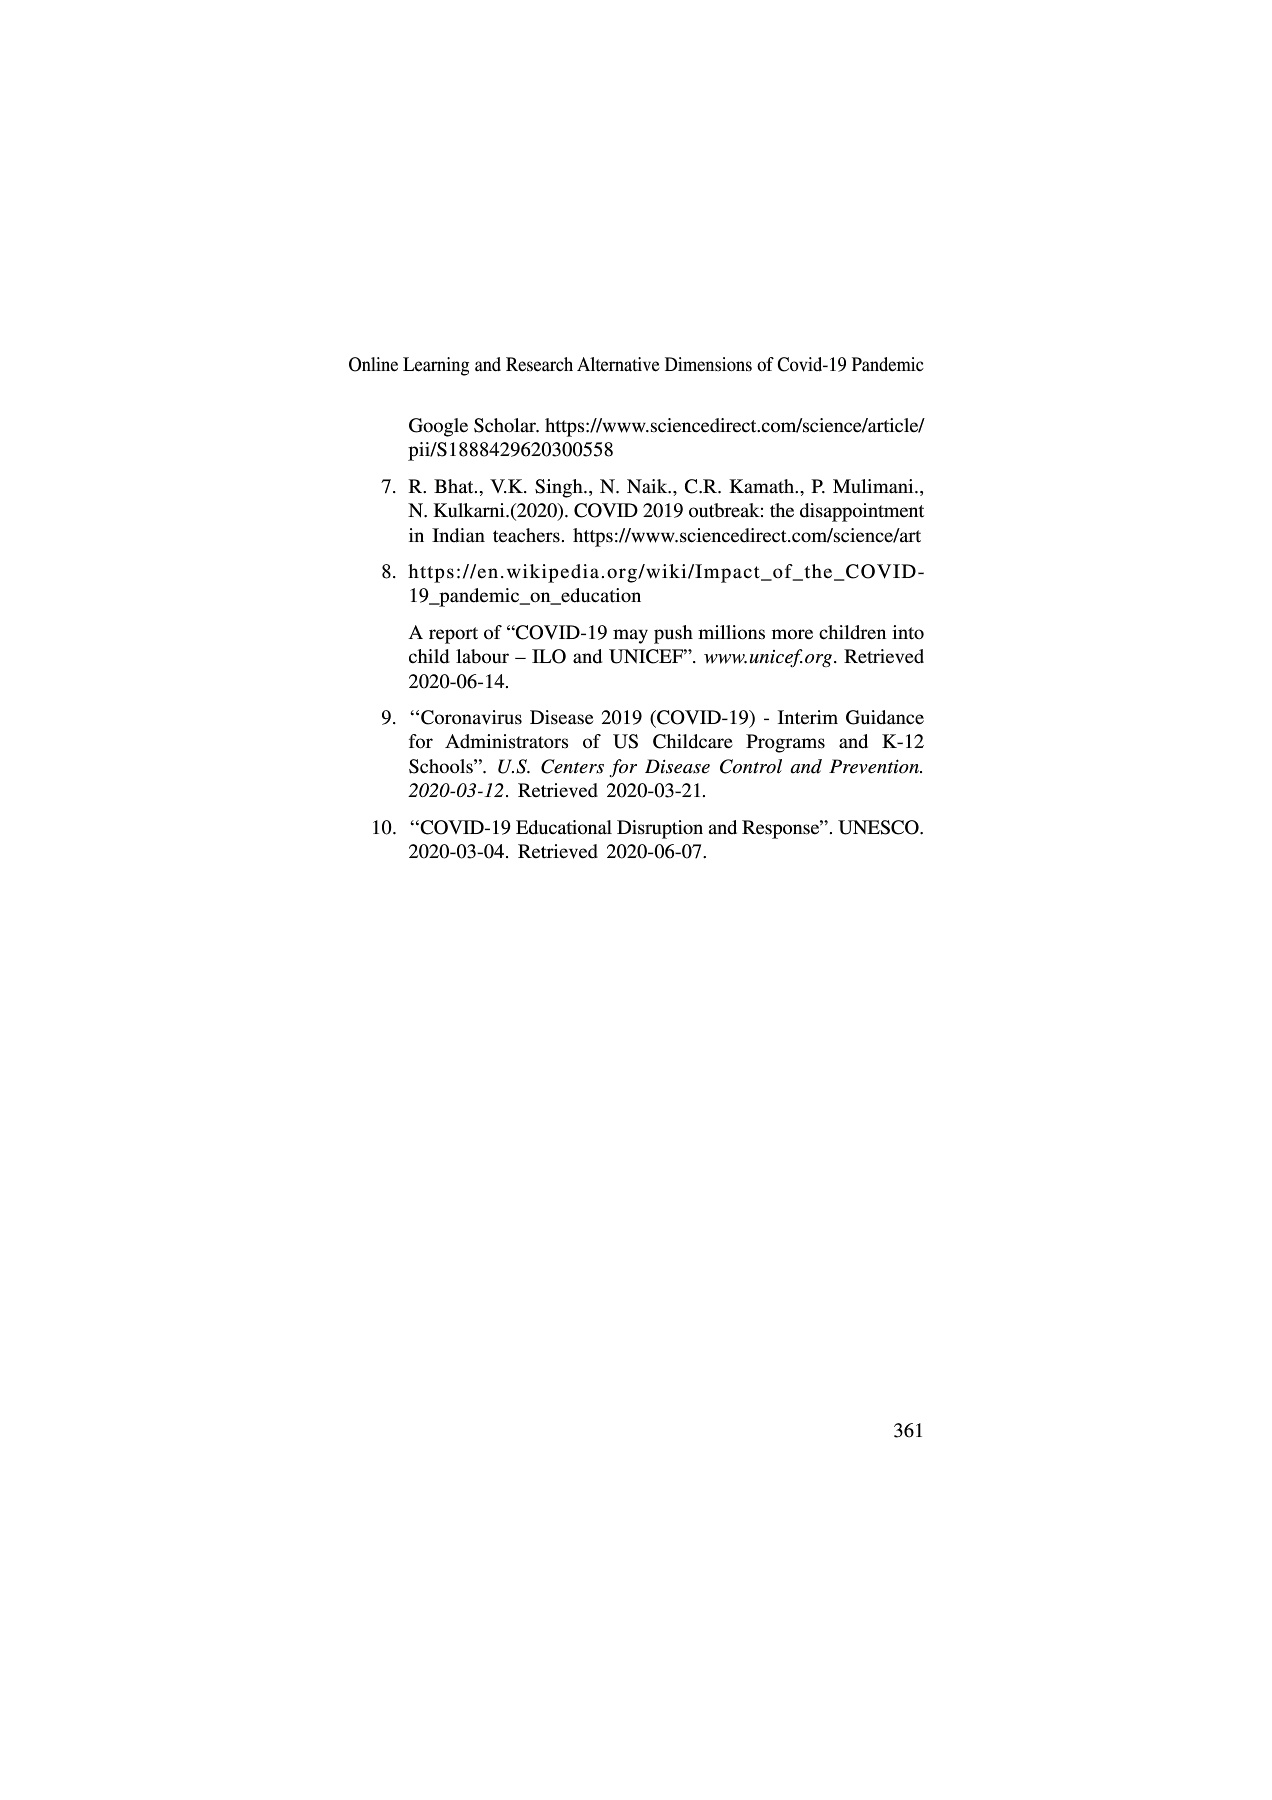 Online Learning and Research Alternative Dimensions of Covid-19 Pandemic
Google Scholar. https://www.sciencedirect.com/science/article/
pii/S1888429620300558
7. R. Bhat., V.K. Singh., N. Naik., C.R. Kamath., P. Mulimani.,
N. Kulkarni.(2020). COVID 2019 outbreak: the disappointment
in Indian teachers. https://www.sciencedirect.com/science/art
8. https://en.wikipedia.org/wiki/Impact_of_the_COVID-
19_pandemic_on_education
A report of “COVID-19 may push millions more children into
child labour – ILO and UNICEF”. www.unicef.org. Retrieved
2020-06-14.
9. “Coronavirus Disease 2019 (COVID-19) - Interim Guidance
for Administrators of US Childcare Programs and K-12
Schools”. U.S. Centers for Disease Control and Prevention.
2020-03-12. Retrieved 2020-03-21.
10. “COVID-19 Educational Disruption and Response”. UNESCO.
2020-03-04. Retrieved 2020-06-07.
361